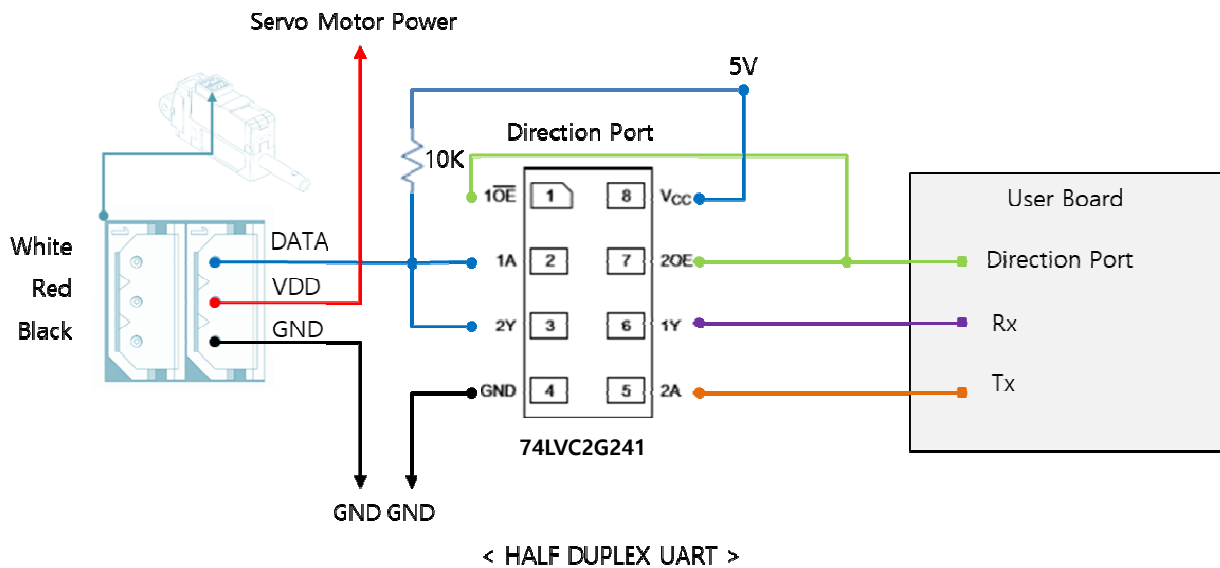 Servo Motor Power
5V
Direction Port
10K
1OE
1
8
VCC
User Board
White
DATA
1A
2
7
2OE
Direction Port
Red
VDD
Black
GND
2Y
3
6
1Y
Rx
GND
4
5
2A
Tx
74LVC2G241
GND GND
< HALF DUPLEX UART >